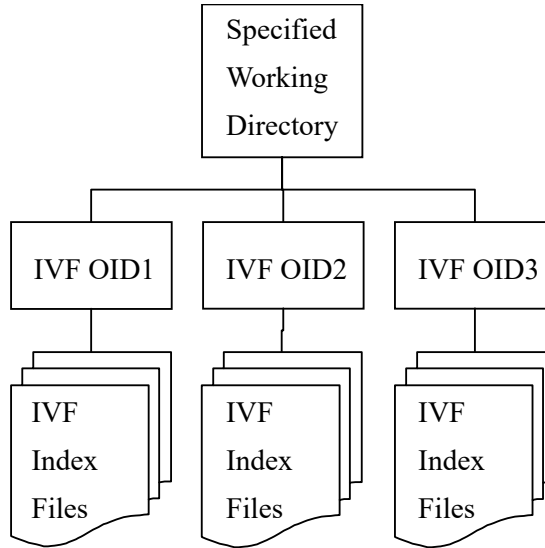 Specified
Working
Directory
IVF OID1
IVF OID2
IVF OID3
IVF
Index
Files
IVF
Index
Files
IVF
Index
Files